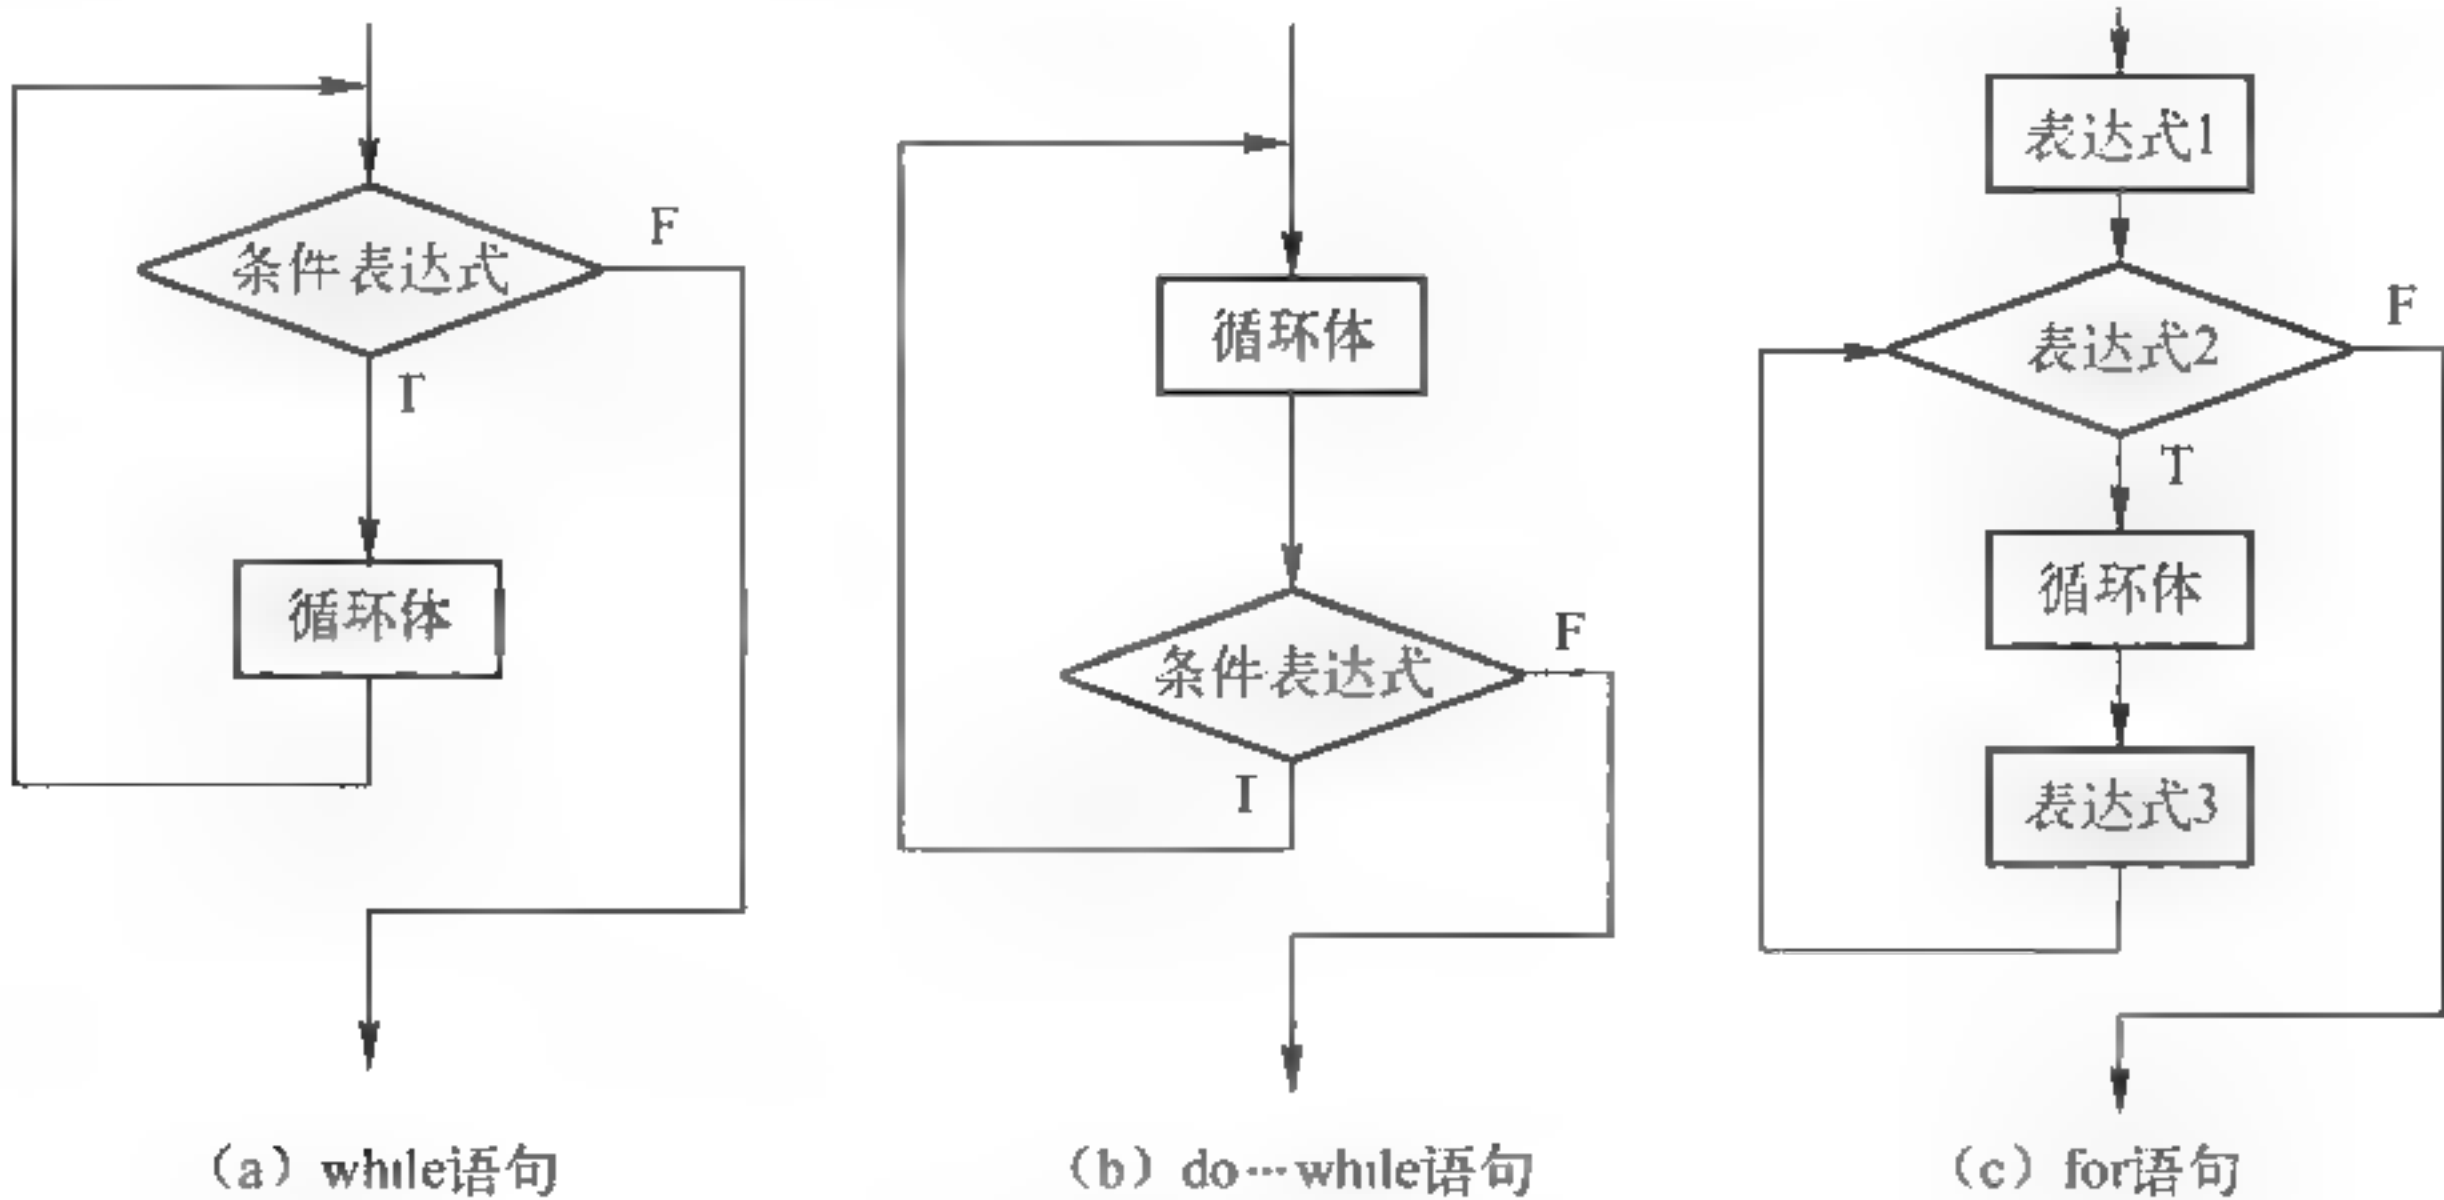 条件表达式
F
T
循环体
(a) while语句
循环体
条件表达式
F
T
(b) do…while语句
表达式1
表达式2
F
T
循环体
表达式3
(c) for语句